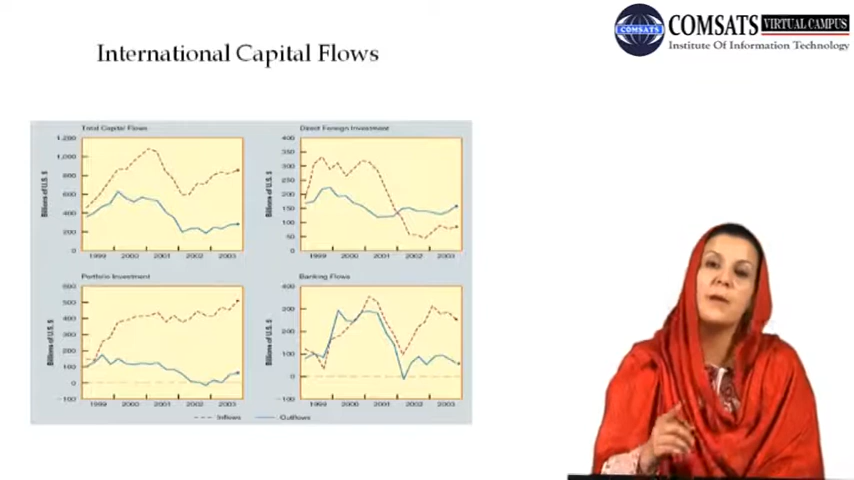 COMSATS
COMSATS VIRTUAL CAMPUS
Institute Of Information Technology
International Capital Flows
Total Capital Flows
Billions of U.S. $
1,200
1,000
800
600
400
200
0
1999 2000 2001 2002 2003
Direct Foreign Investment
Billions of U.S. $
400
350
300
250
200
150
100
50
0
1999 2000 2001 2002 2003
Portfolio Investment
Billions of U.S. $
600
500
400
300
200
100
0
-100
1999 2000 2001 2002 2003
Banking Flows
Billions of U.S. $
400
300
200
100
0
-100
1999 2000 2001 2002 2003
Inflows Outflows